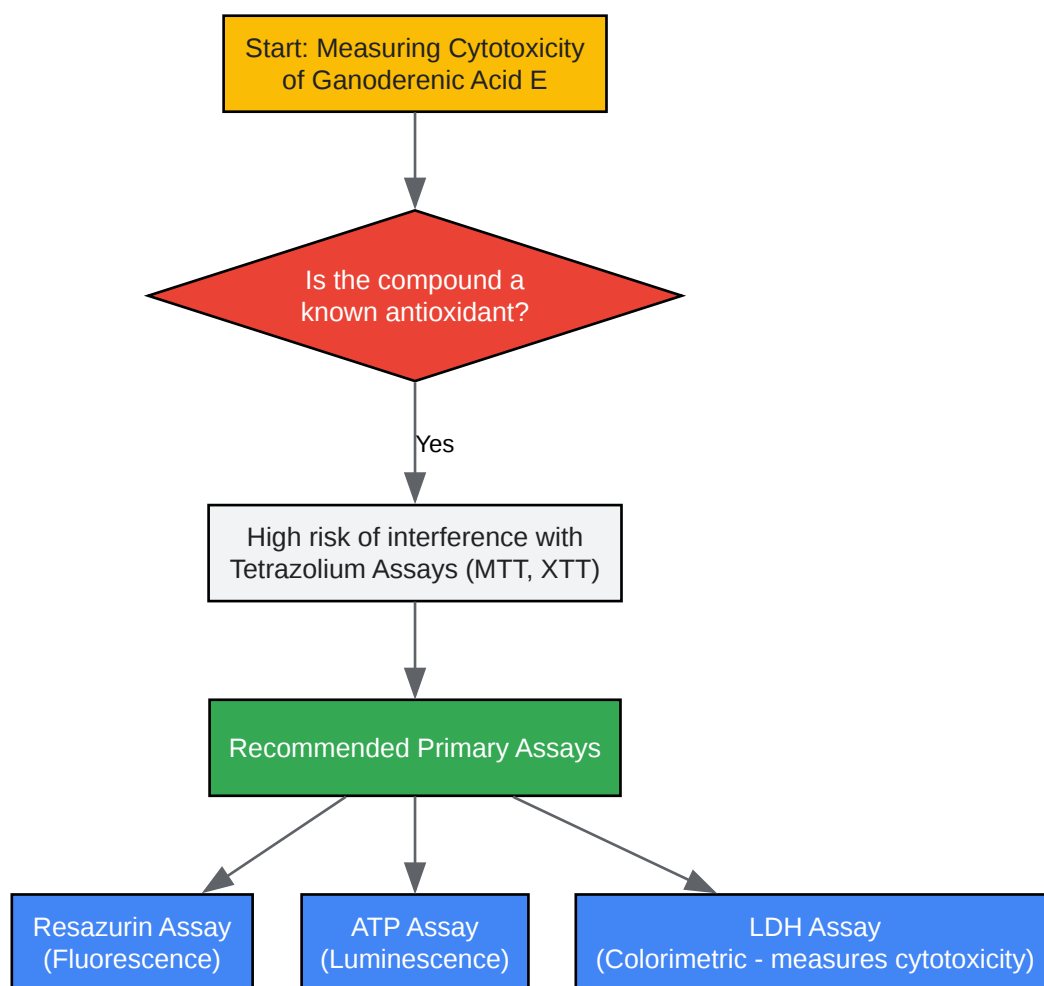 Start: Measuring Cytotoxicity
of Ganoderenic Acid E
Is the compound a
known antioxidant?
Yes
High risk of interference with
Tetrazolium Assays (MTT, XTT)
Recommended Primary Assays
Resazurin Assay
(Fluorescence)
ATP Assay
(Luminescence)
LDH Assay
(Colorimetric - measures cytotoxicity)